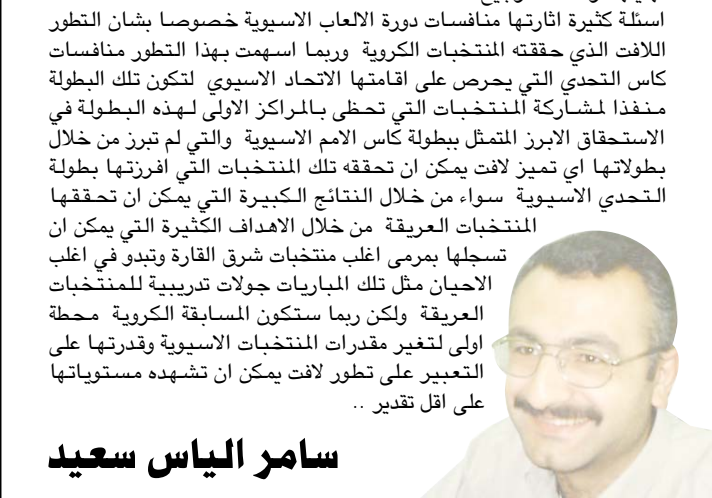 اسئلة كثيرة اثارتها منافسات دورة الالعاب الاسيوية خصوصا بشان التطور
اللافت الذي حققته المنتخبات الكروية وربما اسهمت بهذا التطور منافسات
كاس التحدي التي يحرص على اقامتها الاتحاد الاسيوي لتكون تلك البطولة
منفذا لمشاركة المنتخبات التي تحظى بالمراكز الاولى لهذه البطولة في
الاستحقاق الابرز المتمثل ببطولة كاس الامم الاسيوية والتي لم تبرز من خلال
بطولاتها اي تميز لافت يمكن ان تحققه تلك المنتخبات التي افرزتها بطولة
التحدي الاسيوية سواء من خلال النتائج الكبيرة التي يمكن ان تحققها
المنتخبات العريقة من خلال الاهداف الكثيرة التي يمكن ان
تسجلها بمرمى اغلب منتخبات شرق القارة وتبدو في اغلب
الاحيان مثل تلك المباريات جولات تدريبية للمنتخبات
العريقة ولكن ربما ستكون المسابقة الكروية محطة
اولى لتغير مقدرات المنتخبات الاسيوية وقدرتها على
التعبير على تطور لافت يمكن ان تشهده مستوياتها
على اقل تقدير ..
سامر الياس سعيد